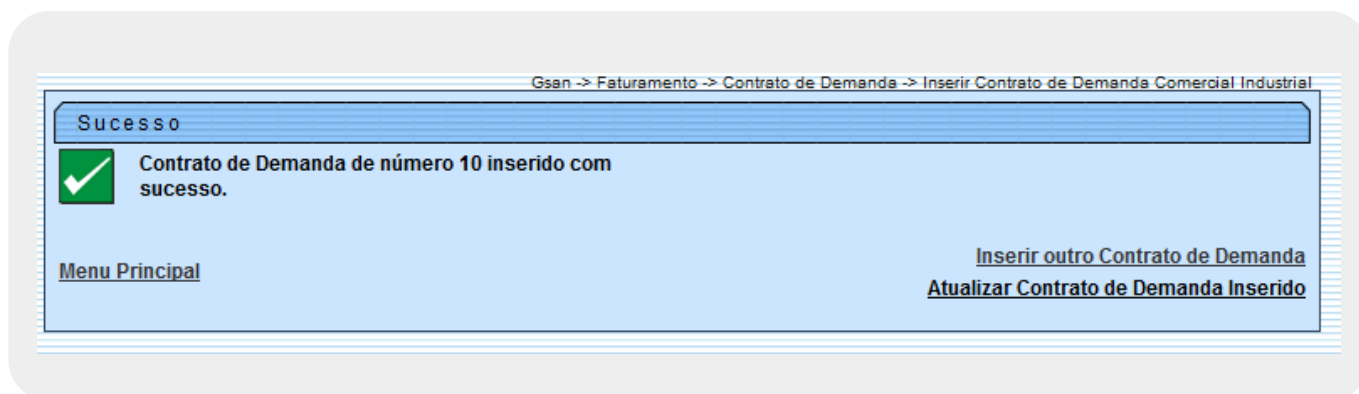 Gsan -> Faturamento -> Contrato de Demanda -> Inserir Contrato de Demanda Comercial Industrial
Sucesso
Contrato de Demanda de número 10 inserido com
sucesso.
Inserir outro Contrato de Demanda
Menu Principal
Atualizar Contrato de Demanda Inserido